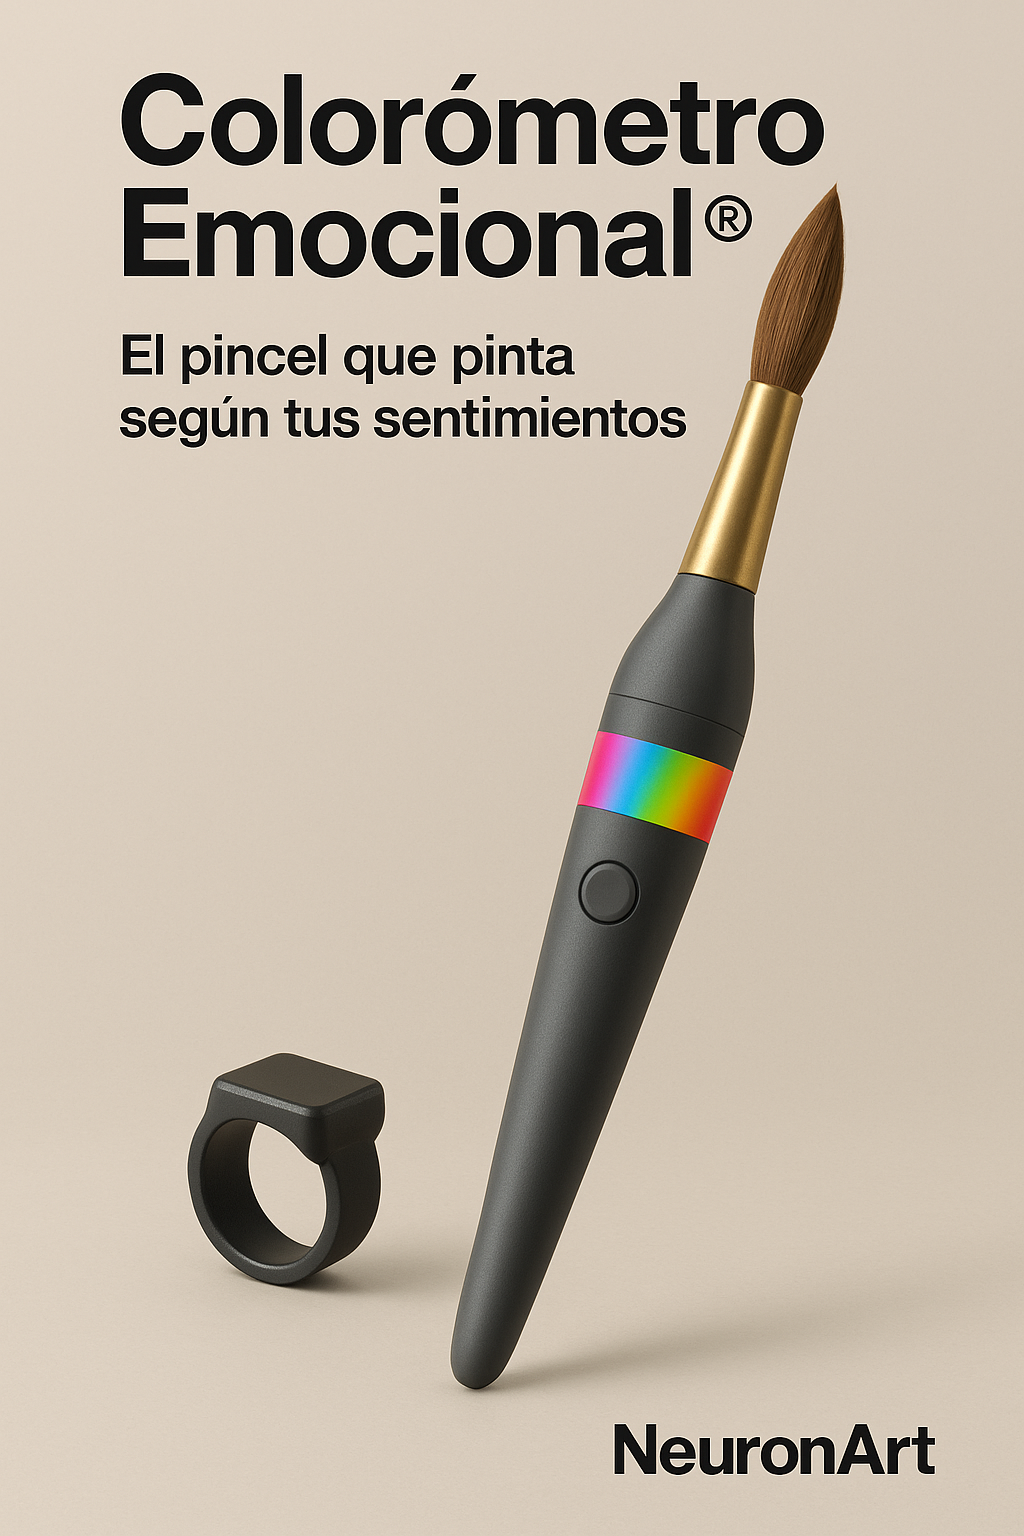 Colorómetro
Emocional®
El pincel que pinta
según tus sentimientos
NeuronArt